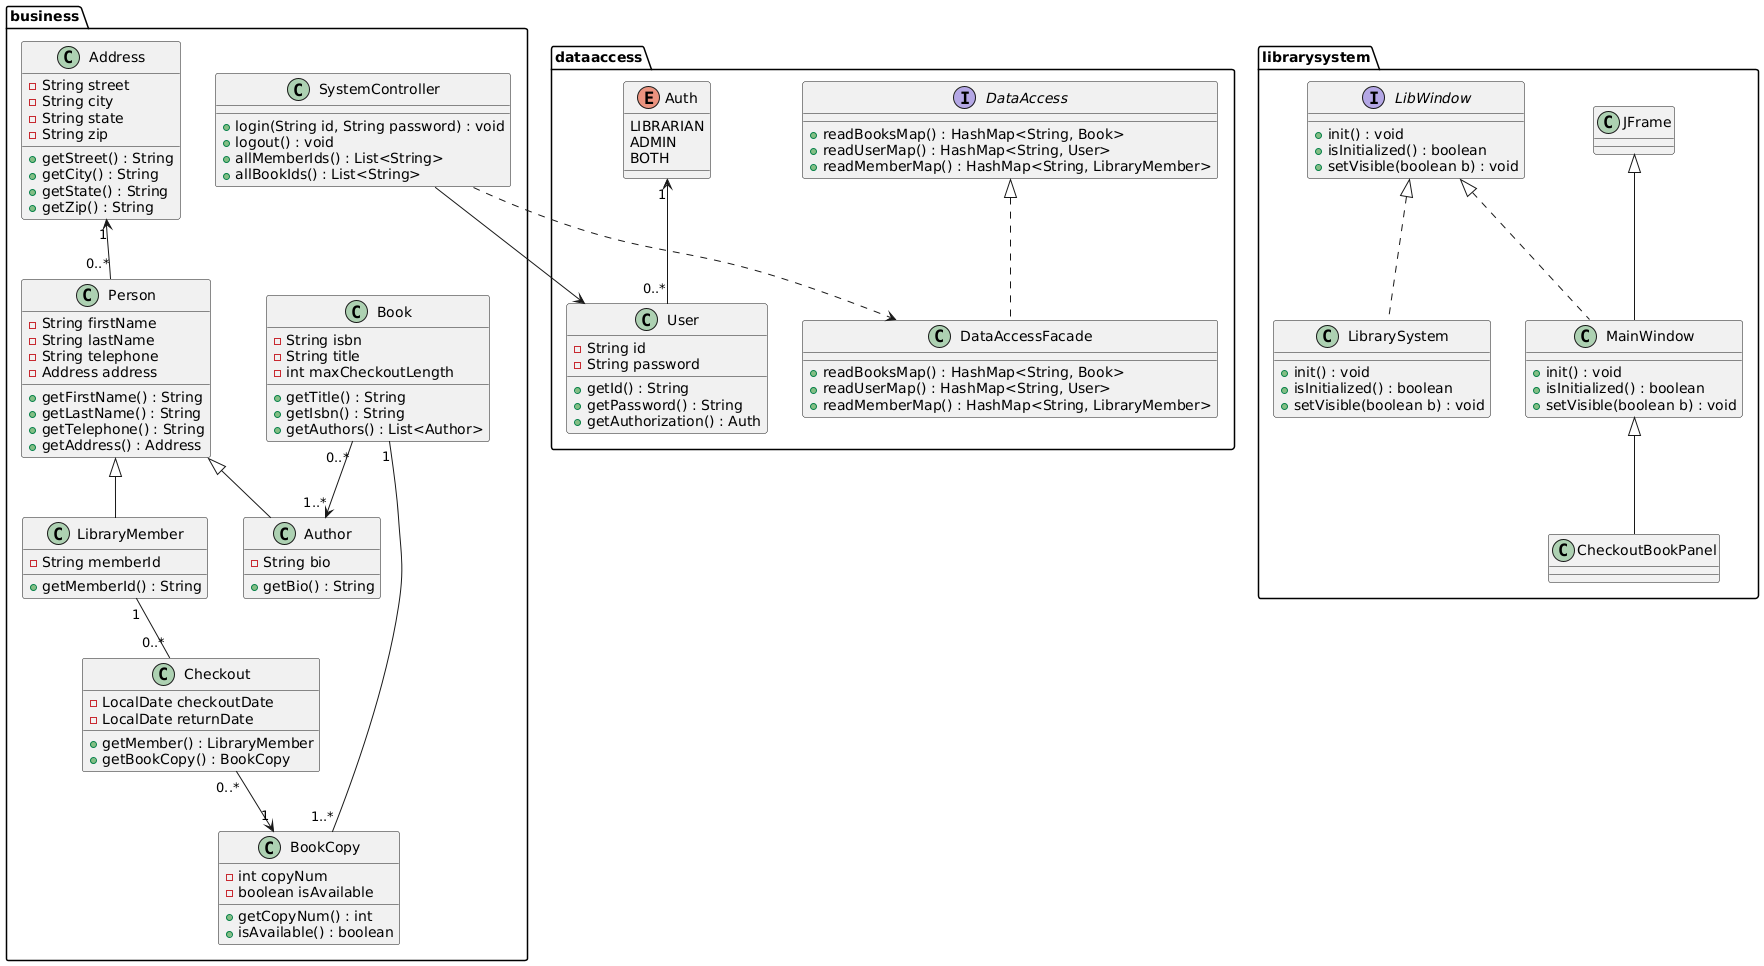 business
Address
String street
String city
String state
String zip
getStreet() : String
getCity() : String
getState() : String
getZip() : String
SystemController
login(String id, String password) : void
logout() : void
allMemberIds() : List<String>
allBookIds() : List<String>
1
0..*
Person
String firstName
String lastName
String telephone
Address address
getFirstName() : String
getLastName() : String
getTelephone() : String
getAddress() : Address
Book
String isbn
String title
int maxCheckoutLength
getTitle() : String
getIsbn() : String
getAuthors() : List<Author>
0..*
1
1..*
LibraryMember
String memberId
getMemberId() : String
Author
String bio
getBio() : String
1
0..*
Checkout
LocalDate checkoutDate
LocalDate returnDate
getMember() : LibraryMember
getBookCopy() : BookCopy
0..*
1
1..*
BookCopy
int copyNum
boolean isAvailable
getCopyNum() : int
isAvailable() : boolean
dataaccess
Auth
LIBRARIAN
ADMIN
BOTH
DataAccess
readBooksMap() : HashMap<String, Book>
readUserMap() : HashMap<String, User>
readMemberMap() : HashMap<String, LibraryMember>
1
0..*
User
String id
String password
getId() : String
getPassword() : String
getAuthorization() : Auth
DataAccessFacade
readBooksMap() : HashMap<String, Book>
readUserMap() : HashMap<String, User>
readMemberMap() : HashMap<String, LibraryMember>
librarysystem
LibWindow
init() : void
isInitialized() : boolean
setVisible(boolean b) : void
JFrame
LibrarySystem
init() : void
isInitialized() : boolean
setVisible(boolean b) : void
MainWindow
init() : void
isInitialized() : boolean
setVisible(boolean b) : void
CheckoutBookPanel